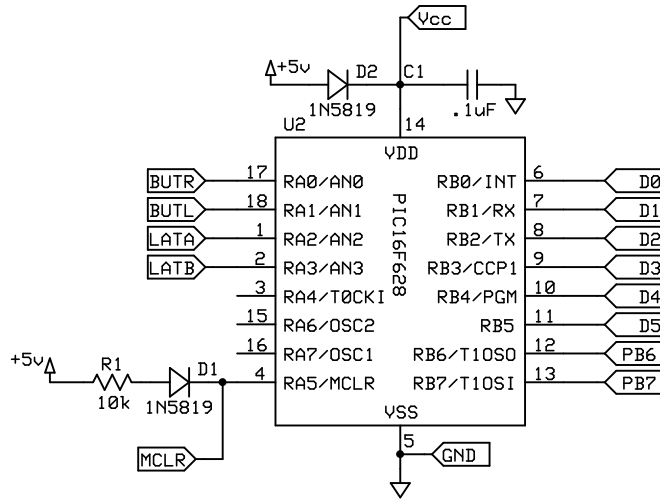 Vcc
+5v D2 C1
1N5819 .1uF
U2 14
VDD
BUTR 17 RA0/AN0 RB0/INT 6 D0
BUTL 18 RA1/AN1 RB1/RX 7 D1
LATA 1 RA2/AN2 RB2/TX 8 D2
LATB 2 RA3/AN3 RB3/CCP1 9 D3
3 RA4/T0CKI RB4/PGM 10 D4
15 RA6/OSC2 RB5 11 D5
16 RA7/OSC1 RB6/T1OSO 12 PB6
4 RA5/MCLR RB7/T1OSI 13 PB7
PIC16F628
+5v R1 D1
10k 1N5819
VSS
MCLR 5 GND